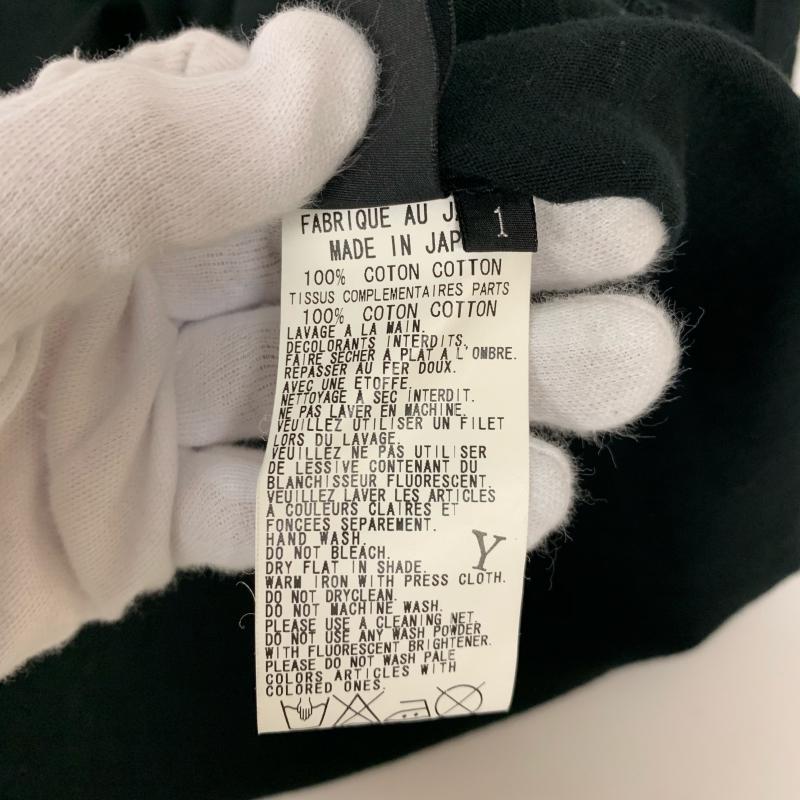 FABRIQUE AU
1
MADE IN
100% COTON COTTON
TISSUS COMPLEMENTAIRES PARTS
100% COTON COTTON
LAVAGE A LA MAIN.
DECOLORANTS INTERDITS.
FAIRE SECHER A PLAT A L'OMBRE.
REPASSER AU FER DOUX.
AVEC UNE ETOFFE.
NETTOYAGE À SEC INTERDIT.
NE PAS LAVER EN MACHINE.
VEUILLEZ UTILISER UN FILET
LORS DU LAVAGE.
VEUILLEZ NE PAS UTILISER
DE LESSIVE CONTENANT DU
BLANCHISSEUR FLUORESCENT.
VEUILLEZ LAVER LES ARTICLES
A COULEURS CLAIRES ET
FONCEES SEPAREMENT.
HAND WASH.
DO NOT BLEACH.
DRY FLAT IN SHADE.
Y
WARM IRON WITH PRESS CLOTH.
DO NOT DRYCLEAN.
DO NOT MACHINE WASH.
PLEASE USE A CLEANING NET.
DO NOT USE ANY WASH POWDER
WITH FLUORESCENT BRIGHTENER.
PLEASE DO NOT WASH PALE
COLORS ARTICLES WITH
COLORED ONES.